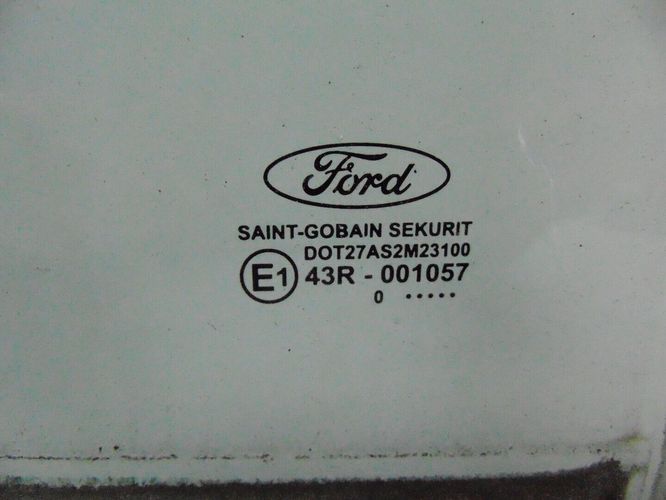 Ford
SAINT-GOBAIN SEKURIT
DOT27AS2M23100
E1 43R - 001057
0 .....